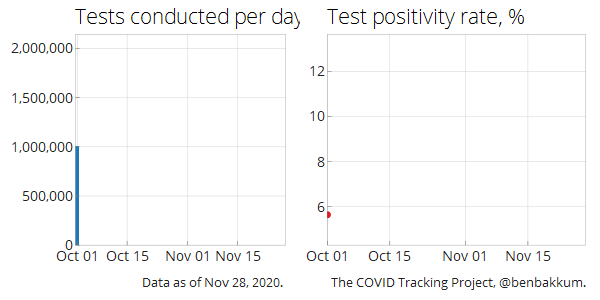 Tests conducted per day
Test positivity rate, %
2,000,000
1,500,000
1,000,000
500,000
0
Oct 01 Oct 15 Nov 01 Nov 15
12
10
8
6
Oct 01 Oct 15 Nov 01 Nov 15
Data as of Nov 28, 2020.
The COVID Tracking Project, @benbakkum.